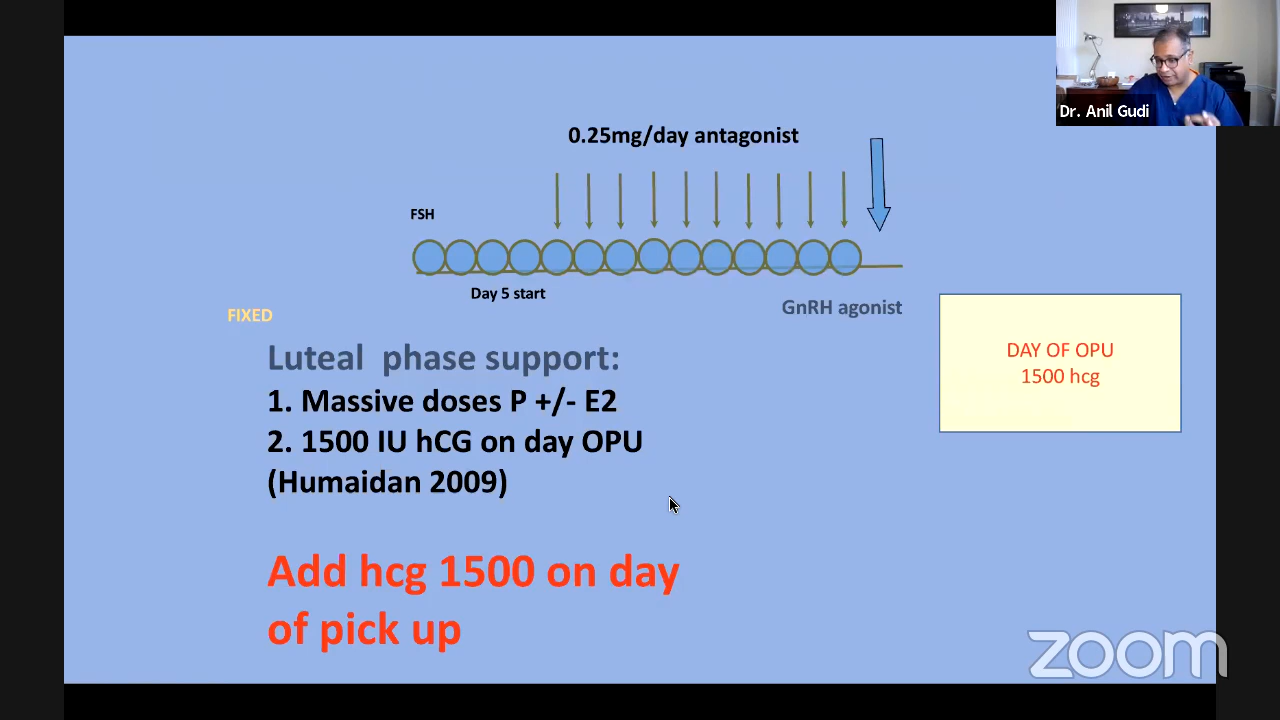 Dr. Anil Gudi
0.25mg/day antagonist
FSH
Day 5 start
GnRH agonist
FIXED
Luteal phase support:
1. Massive doses P +/- E2
2. 1500 IU hCG on day OPU
(Humaidan 2009)
DAY OF OPU
1500 hcg
Add hcg 1500 on day
of pick up
zoom